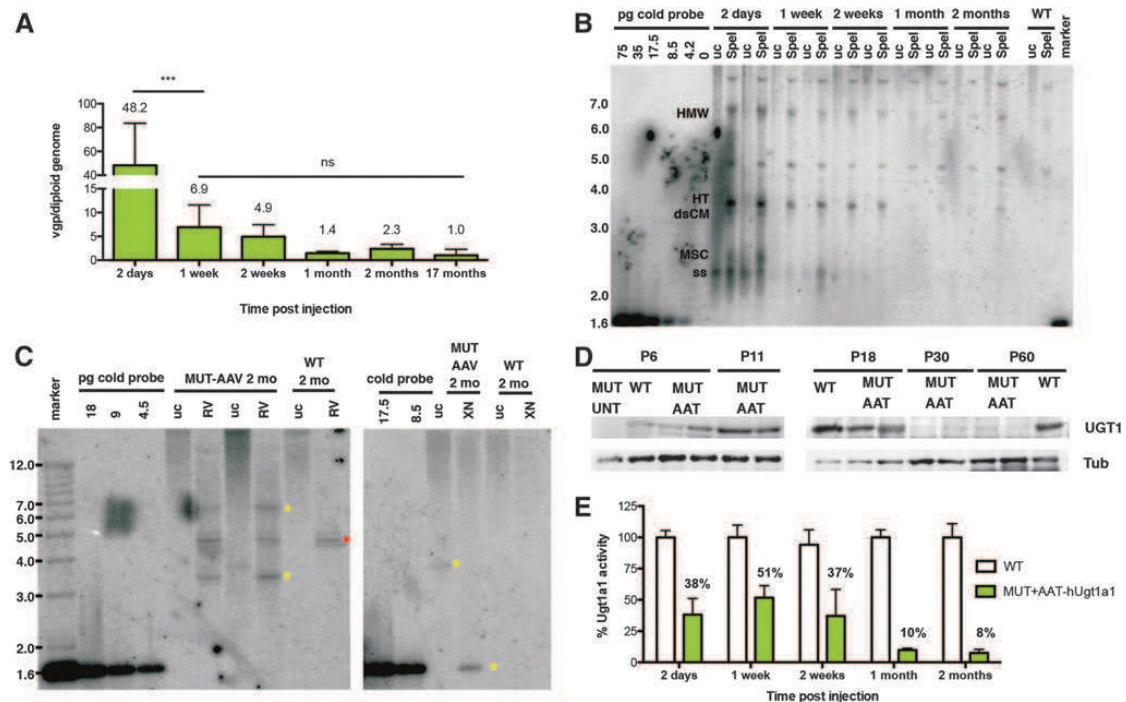 A
***
48.2
100
80
60
40
ns
15
10
5
0
6.9
4.9
1.4
2.3
1.0
vgp/diploid genome
2 days 1 week 2 weeks 1 month 2 months 17 months
Time post injection
B
pg cold probe 2 days 1 week 2 weeks 1 month 2 months WT
75 35 17.5 8.5 4.2 0 uc SpeI uc SpeI uc SpeI uc SpeI uc SpeI uc SpeI uc SpeI uc SpeI uc SpeI uc SpeI marker
7.0 HMW
6.0
5.0
4.0
HT
dsCM
3.0
MSC
ss
2.0
1.6
C
marker
pg cold probe MUT-AAV 2 mo WT 2 mo
18 9 4.5 uc RV uc RV uc RV
cold probe MUT AAV 2 mo WT 2 mo
17.5 8.5 uc XN uc XN
12.0
7.0
6.0
5.0
4.0
3.0
2.0
1.6
D
P6 P11 P18 P30 P60
MUT UNT WT MUT AAT MUT AAT WT MUT AAT MUT AAT MUT AAT WT
UGT1
Tub
E
125
100
75
50
25
0
% Ugt1a1 activity
38%
51%
37%
10%
8%
WT
MUT+AAT-hUgt1a1
2 days 1 week 2 weeks 1 month 2 months
Time post injection